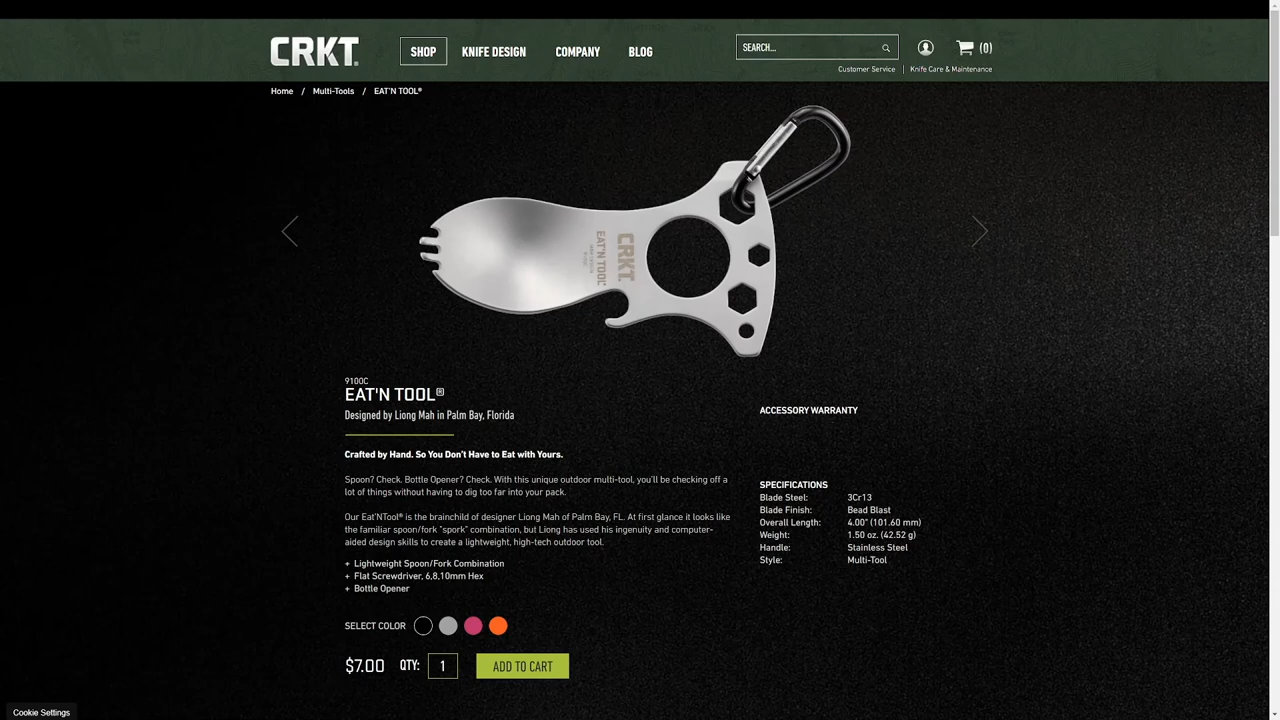 CRKT®
SHOP
KNIFE DESIGN
COMPANY
BLOG
SEARCH...
(0)
Customer Service | Knife Care & Maintenance
Home / Multi-Tools / EAT'N TOOL®
CRKT®
EAT'N TOOL®
9100C
EAT'N TOOL®
Designed by Liong Mah in Palm Bay, Florida
Crafted by Hand. So You Don't Have to Eat with Yours.
Spoon? Check. Bottle Opener? Check. With this unique outdoor multi-tool, you'll be checking off a
lot of things without having to dig too far into your pack.
Our Eat'NTool® is the brainchild of designer Liong Mah of Palm Bay, FL. At first glance it looks like
the familiar spoon/fork "spork" combination, but Liong has used his ingenuity and computer-
aided design skills to create a lightweight, high-tech outdoor tool.
+ Lightweight Spoon/Fork Combination
+ Flat Screwdriver, 6,8,10mm Hex
+ Bottle Opener
SELECT COLOR
$7.00 QTY: 1 ADD TO CART
ACCESSORY WARRANTY
SPECIFICATIONS
Blade Steel: 3Cr13
Blade Finish: Bead Blast
Overall Length: 4.00" (101.60 mm)
Weight: 1.50 oz. (42.52 g)
Handle: Stainless Steel
Style: Multi-Tool
Cookie Settings